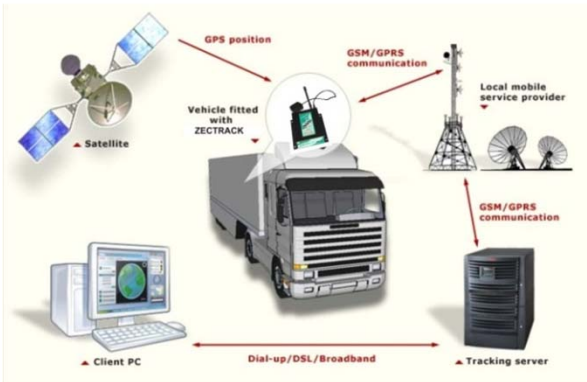 GPS position
GSM/GPRS
communication
Local mobile
service provider
Vehicle fitted
with
ZECTRACK
Satellite
GSM/GPRS
communication
Client PC
Dial-up/DSL/Broadband
Tracking server